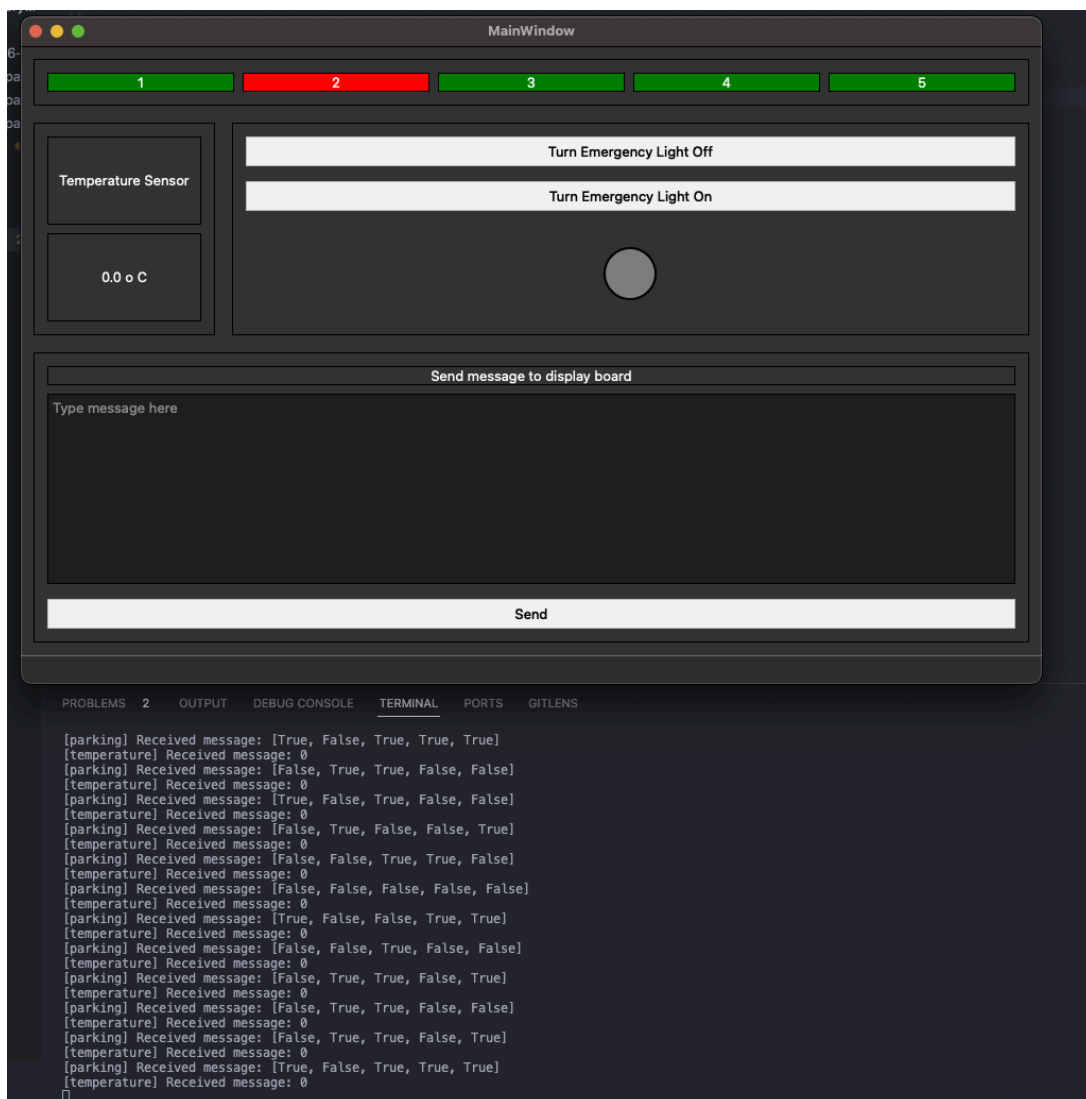 MainWindow
1 2 3 4 5
Temperature Sensor
0.0 o C
Turn Emergency Light Off
Turn Emergency Light On
Send message to display board
Type message here
Send
PROBLEMS 2 OUTPUT DEBUG CONSOLE TERMINAL PORTS GITLENS
[parking] Received message: [True, False, True, True, True]
[temperature] Received message: 0
[parking] Received message: [False, True, True, False, False]
[temperature] Received message: 0
[parking] Received message: [True, False, True, False, False]
[temperature] Received message: 0
[parking] Received message: [False, True, False, False, True]
[temperature] Received message: 0
[parking] Received message: [False, False, True, True, False]
[temperature] Received message: 0
[parking] Received message: [False, False, False, False, False]
[temperature] Received message: 0
[parking] Received message: [True, False, False, True, True]
[temperature] Received message: 0
[parking] Received message: [False, False, True, False, False]
[temperature] Received message: 0
[parking] Received message: [False, True, True, False, True]
[temperature] Received message: 0
[parking] Received message: [False, True, True, False, False]
[temperature] Received message: 0
[parking] Received message: [False, True, True, False, True]
[temperature] Received message: 0
[parking] Received message: [True, False, True, True, True]
[temperature] Received message: 0